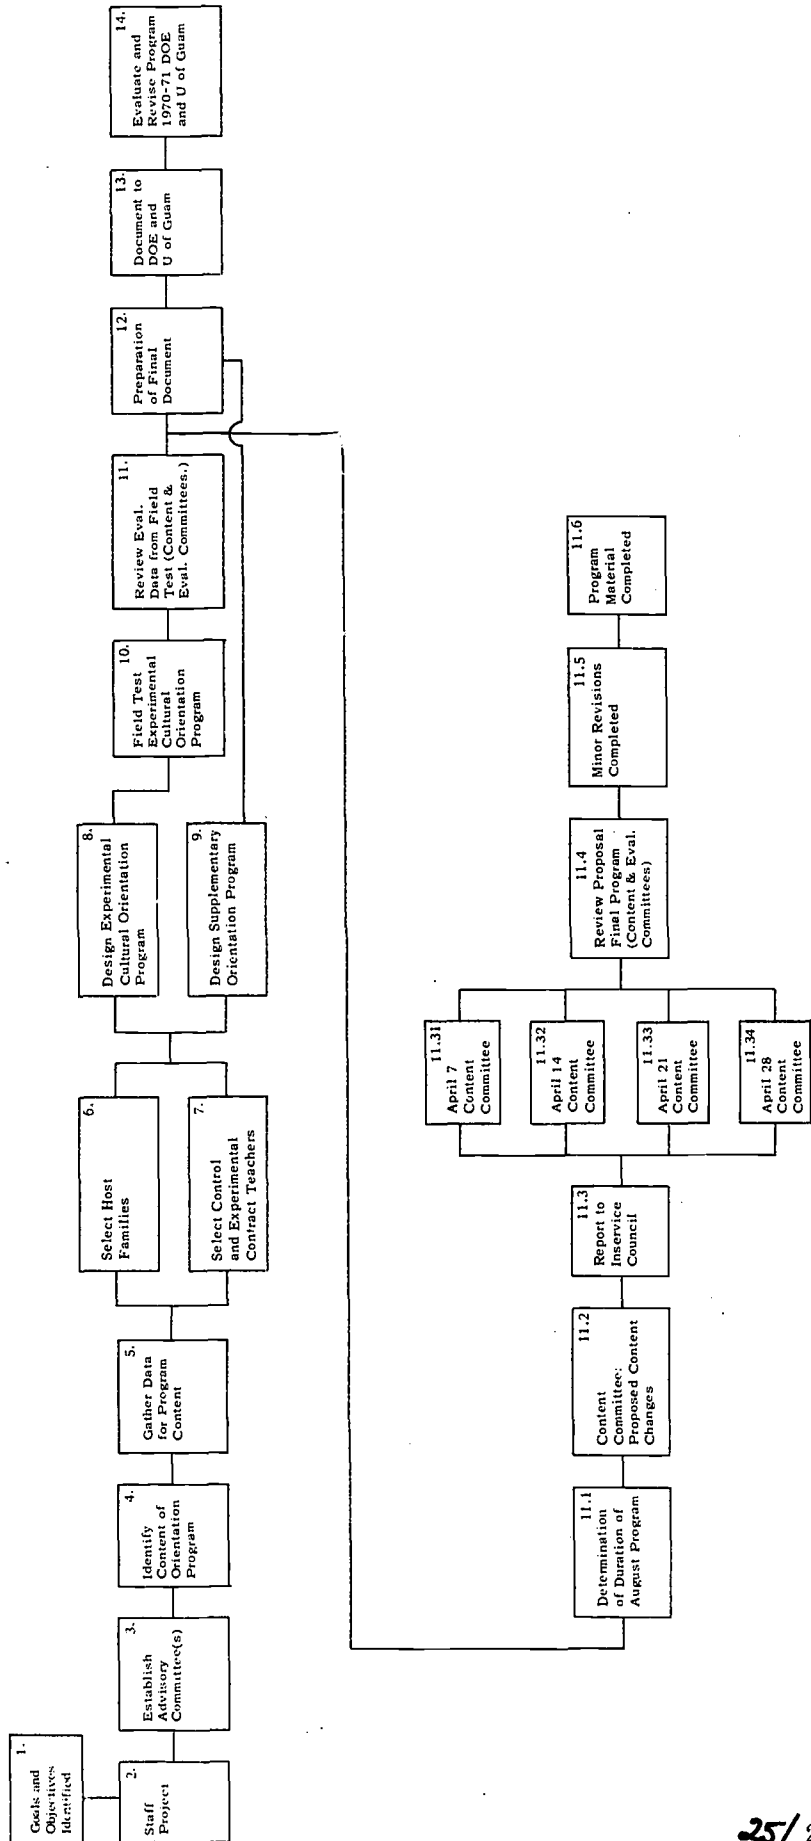 1.
Goals and
Objectives
Identified
2.
Staff
Project
3.
Establish
Advisory
Committee(s)
4.
Identify
Content of
Orientation
Program
5.
Gather Data
for Program
Content
6.
Select Host
Families
7.
Select Control
and Experimental
Contract Teachers
8.
Design Experimental
Cultural Orientation
Program
9.
Design Supplementary
Orientation Program
10.
Field Test
Experimental
Cultural
Orientation
Program
11.
Review Eval.
Data from Field
Test (Content &
Eval. Committees.)
12.
Preparation
of Final
Document
13.
Document to
DOE and
U of Guam
14.
Evaluate and
Revise Program
1970-71 DOE
and U of Guam
11.1
Determination
of Duration of
August Program
11.2
Content
Committee:
Proposed Content
Changes
11.3
Report to
Inservice
Council
11.31
April 7
Content
Committee
11.32
April 14
Content
Committee
11.33
April 21
Content
Committee
11.34
April 28
Content
Committee
11.4
Review Proposal
Final Program
(Content & Eval.
Committees)
11.5
Minor Revisions
Completed
11.6
Program
Material
Completed
25/